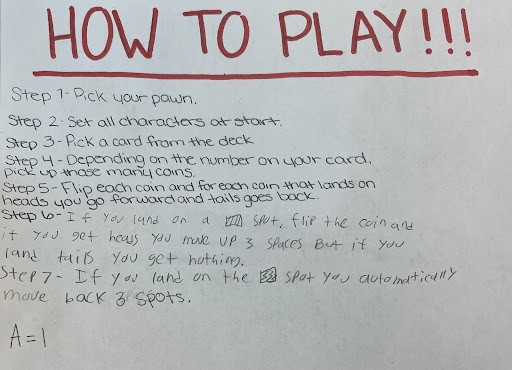 HOW TO PLAY!!!
Step 1-Pick your pawn.
Step 2-Set all characters at start.
Step 3-Pick a card from the deck
Step 4-Depending on the number on your card,
pick up those many coins.
Step 5-Flip each coin and for each coin that lands on
heads you go forward and tails goes back.
Step 6- If you land on a spot, flip the coin and
if you get heads you move up 3 spaces But if you
land tails you get nothing.
Step 7- If you land on the spot you automatically
move back 3 spots.
A=1